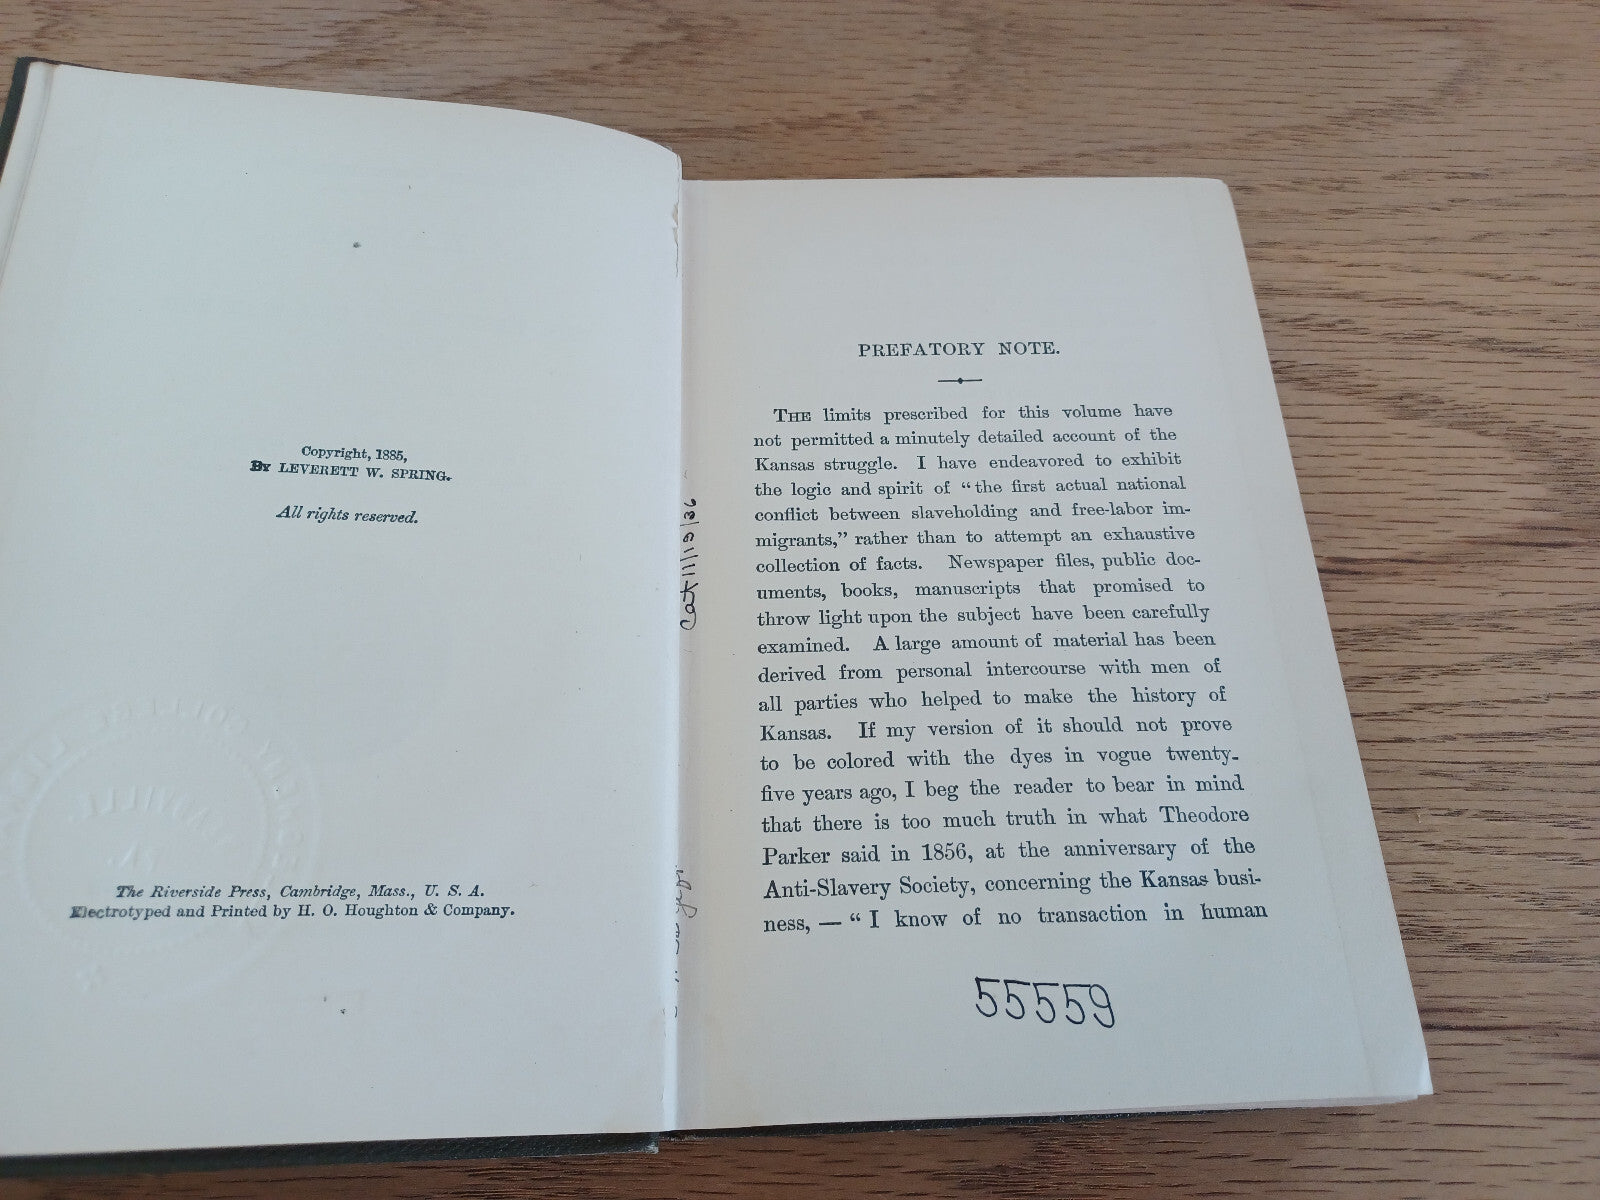 Copyright, 1885,
By LEVERETT W. SPRING.
All rights reserved.
The Riverside Press, Cambridge, Mass., U. S. A.
Electrotyped and Printed by H. O. Houghton & Company.
Cat 11/19/36
PREFATORY NOTE.
THE limits prescribed for this volume have
not permitted a minutely detailed account of the
Kansas struggle. I have endeavored to exhibit
the logic and spirit of “the first actual national
conflict between slaveholding and free-labor im-
migrants,” rather than to attempt an exhaustive
collection of facts. Newspaper files, public doc-
uments, books, manuscripts that promised to
throw light upon the subject have been carefully
examined. A large amount of material has been
derived from personal intercourse with men of
all parties who helped to make the history of
Kansas. If my version of it should not prove
to be colored with the dyes in vogue twenty-
five years ago, I beg the reader to bear in mind
that there is too much truth in what Theodore
Parker said in 1856, at the anniversary of the
Anti-Slavery Society, concerning the Kansas busi-
ness, — “I know of no transaction in human
55559